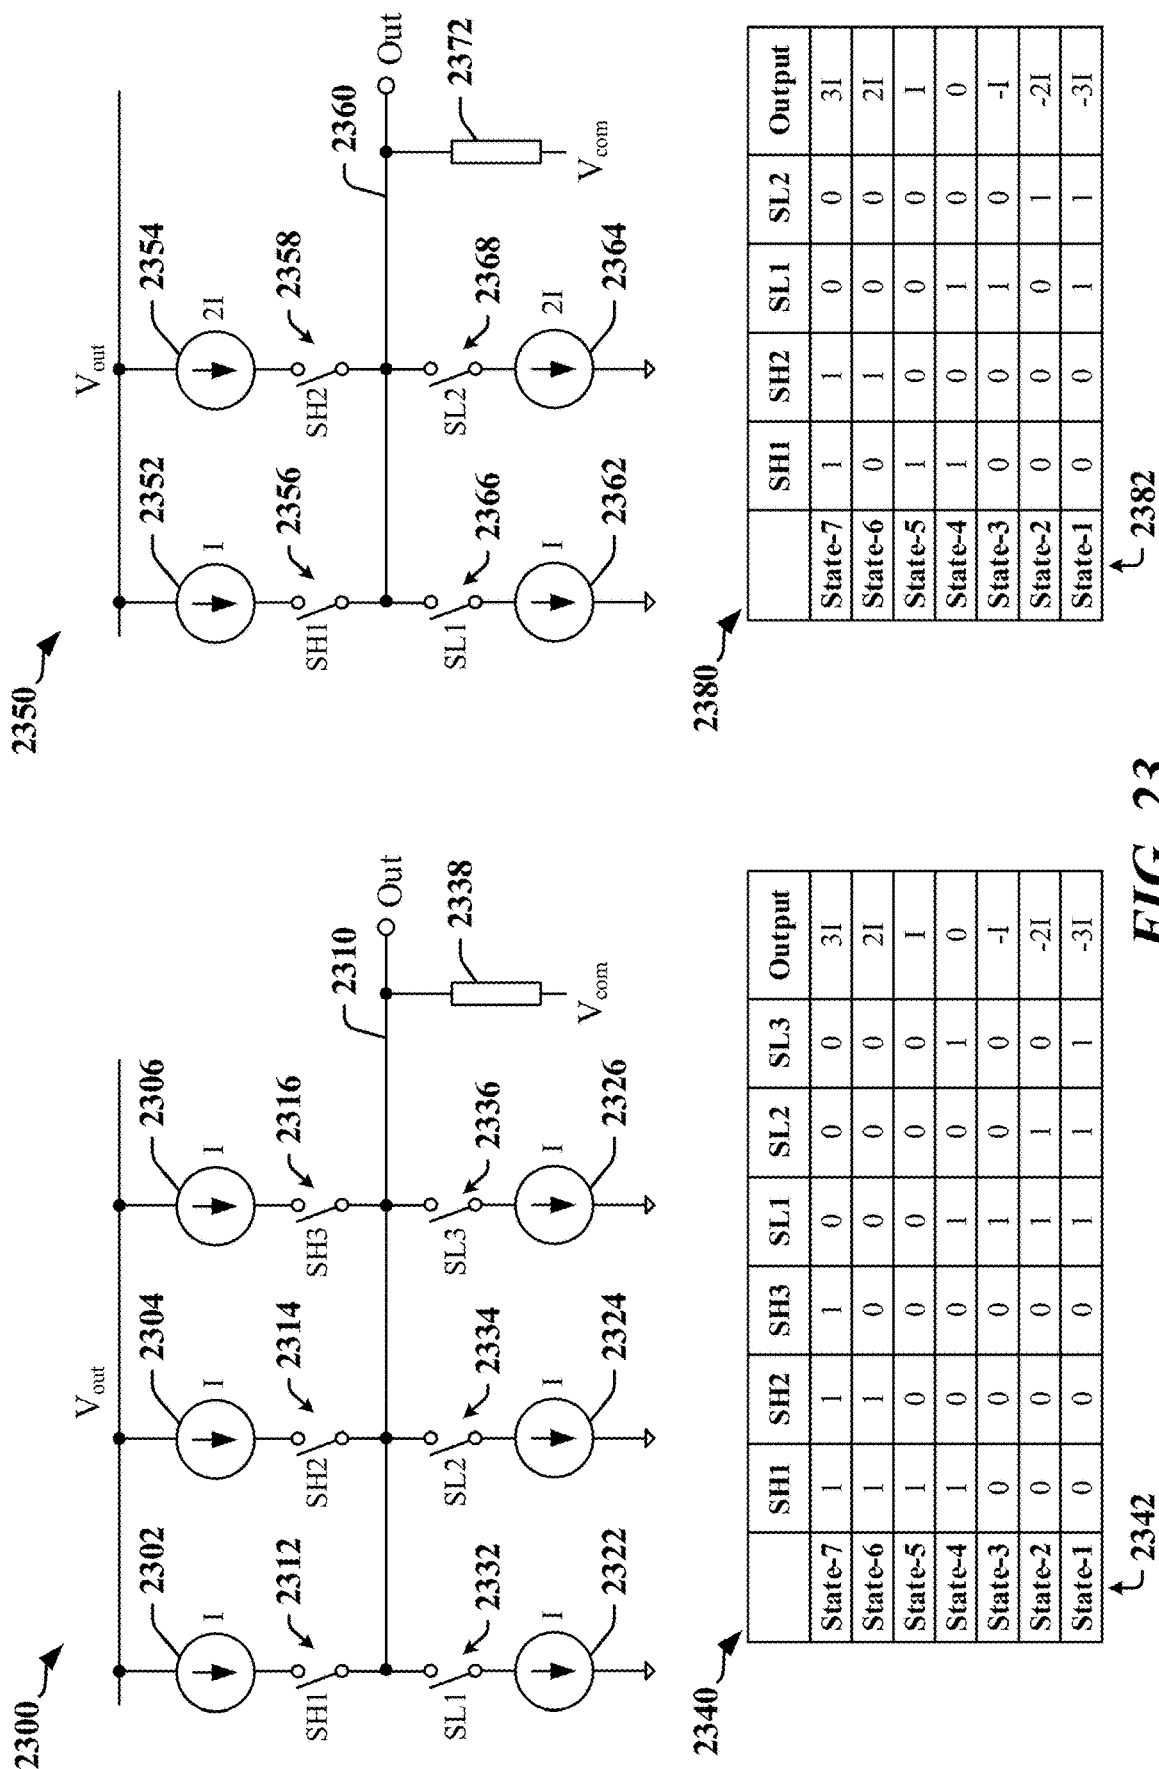 2300
V_out
2302
I
2304
I
2306
I
2312
SH1
2314
SH2
2316
SH3
2310
Out
2332
SL1
2334
SL2
2336
SL3
2338
2322
I
2324
I
2326
I
V_com
2340
SH1 SH2 SH3 SL1 SL2 SL3 Output
State-7 1 1 1 0 0 0 3I
State-6 1 1 0 0 0 0 2I
State-5 1 0 0 0 0 0 I
State-4 1 0 0 1 0 1 0
State-3 0 0 0 1 0 0 -I
State-2 0 0 0 1 1 0 -2I
State-1 0 0 0 1 1 1 -3I
2342
2350
V_out
2352
I
2354
2I
2356
SH1
2358
SH2
2360
Out
2366
SL1
2368
SL2
2372
2362
I
2364
2I
V_com
2380
SH1 SH2 SL1 SL2 Output
State-7 1 1 0 0 3I
State-6 0 1 0 0 2I
State-5 1 0 0 0 I
State-4 1 0 1 0 0
State-3 0 0 1 0 -I
State-2 0 0 0 1 -2I
State-1 0 0 1 1 -3I
2382
FIG. 23